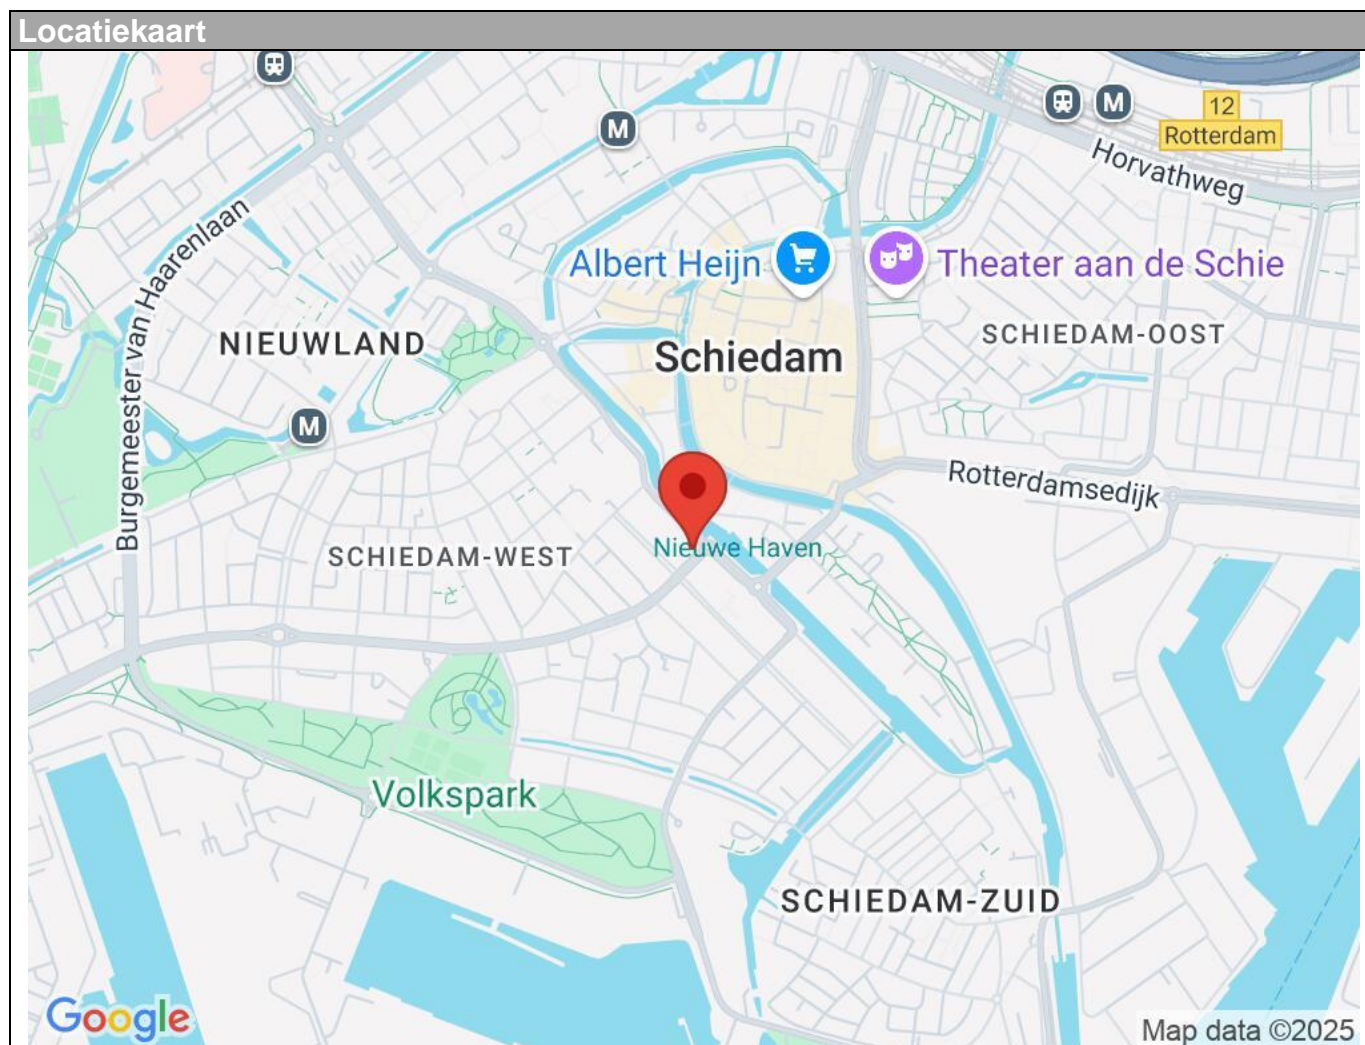 Locatiekaart
M
M
12
Rotterdam
Horvathweg
Burgemeester van Haarenlaan
Albert Heijn
Theater aan de Schie
NIEUWLAND
Schiedam
SCHIEDAM-OOST
M
Rotterdamsedijk
SCHIEDAM-WEST
Nieuwe Haven
Volkspark
SCHIEDAM-ZUID
Google
Map data ©2025